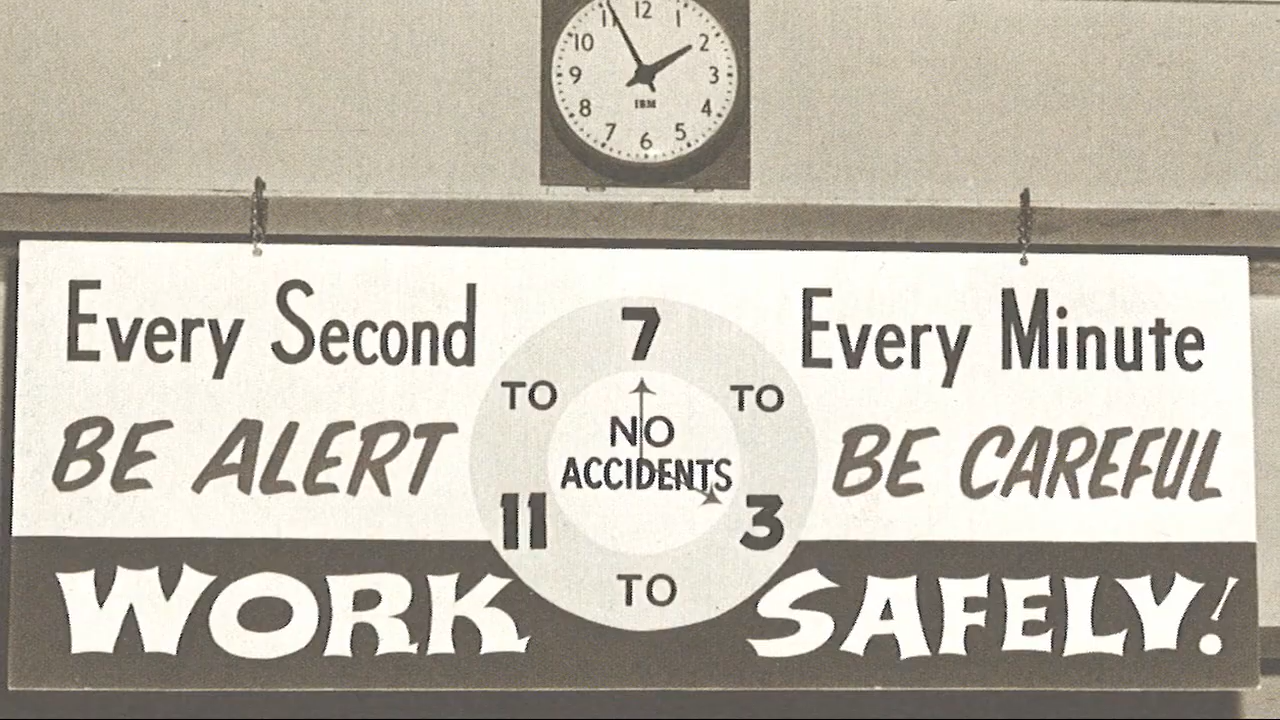 12
11 1
10 2
9 3
8 4
7 5
6
IBM
Every Second
BE ALERT
7
TO TO
NO
ACCIDENTS
11 3
TO
Every Minute
BE CAREFUL
WORK SAFELY!